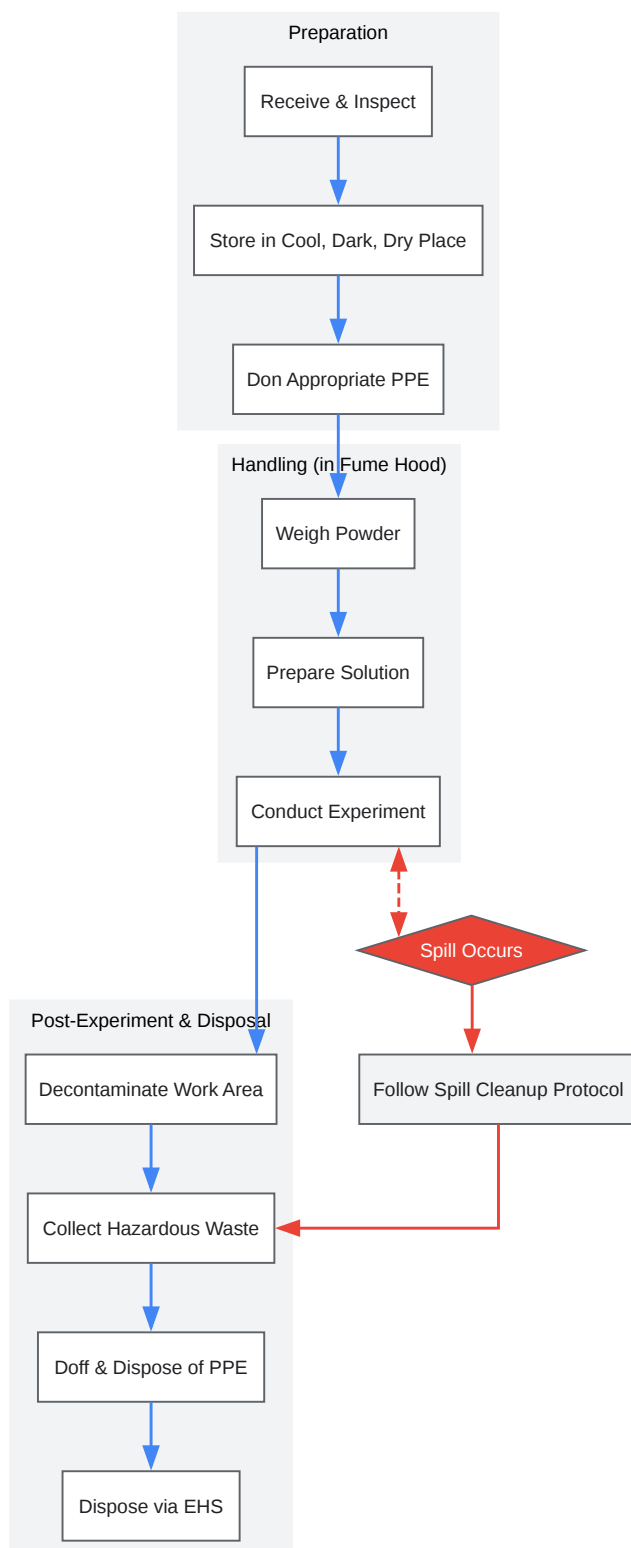 Preparation
Receive & Inspect
Store in Cool, Dark, Dry Place
Don Appropriate PPE
Handling (in Fume Hood)
Weigh Powder
Prepare Solution
Conduct Experiment
Spill Occurs
Post-Experiment & Disposal
Decontaminate Work Area
Follow Spill Cleanup Protocol
Collect Hazardous Waste
Doff & Dispose of PPE
Dispose via EHS